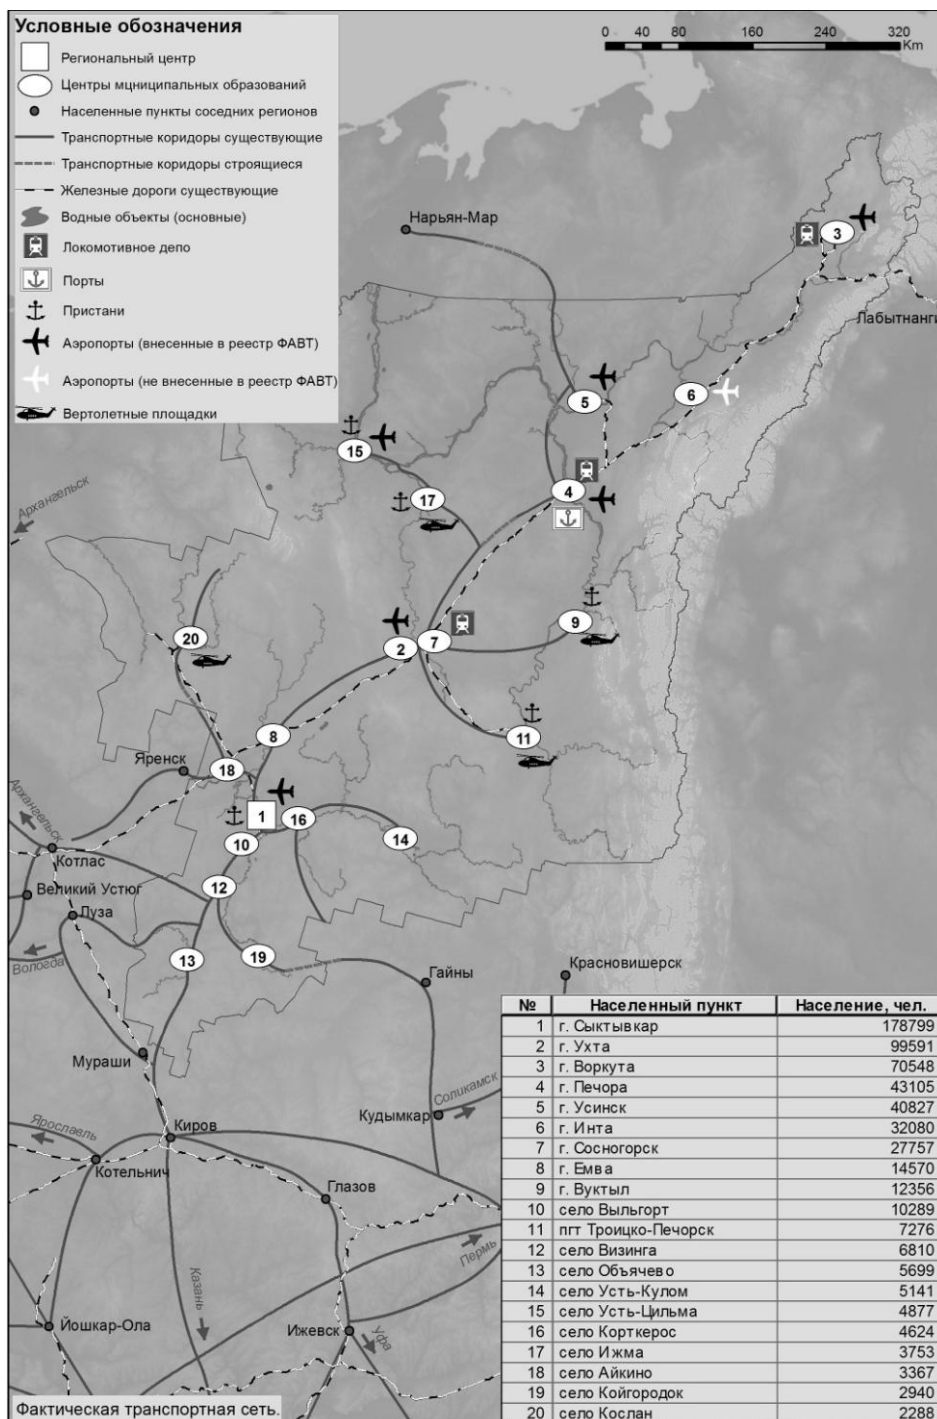 Условные обозначения
Региональный центр
Центры мцниципальных образований
Населенные пункты соседних регионов
Транспортные коридоры существующие
Транспортные коридоры строящиеся
Железные дороги существующие
Водные объекты (основные)
Локомотивное депо
Порты
Пристани
Аэропорты (внесенные в реестр ФАВТ)
Аэропорты (не внесенные в реестр ФАВТ)
Вертолетные площадки
0 40 80 160 240 320
Km
Нарьян-Мар
3
Лабытнанги
5
6
15
17
4
Архангельск
20
2
7
9
8
11
Яренск
18
Архангельск
1
16
10
14
Котлас
12
Великий Устюг
Луза
Вологда
13
19
Гайны
Красновишерск
Мураши
Соликамск
Кудымкар
Ярославль
Киров
Котельнич
Глазов
Казань
Пермь
Йошкар-Ола
Ижевск
Уфа
Фактическая транспортная сеть.
№ Населенный пункт Население, чел.
1 г. Сыктывкар 178799
2 г. Ухта 99591
3 г. Воркута 70548
4 г. Печора 43105
5 г. Усинск 40827
6 г. Инта 32080
7 г. Сосногорск 27757
8 г. Емва 14570
9 г. Вуктыл 12356
10 село Выльгорт 10289
11 пгт Троицко-Печорск 7276
12 село Визинга 6810
13 село Объячево 5699
14 село Усть-Кулом 5141
15 село Усть-Цильма 4877
16 село Корткерос 4624
17 село Ижма 3753
18 село Айкино 3367
19 село Койгородок 2940
20 село Кослан 2288